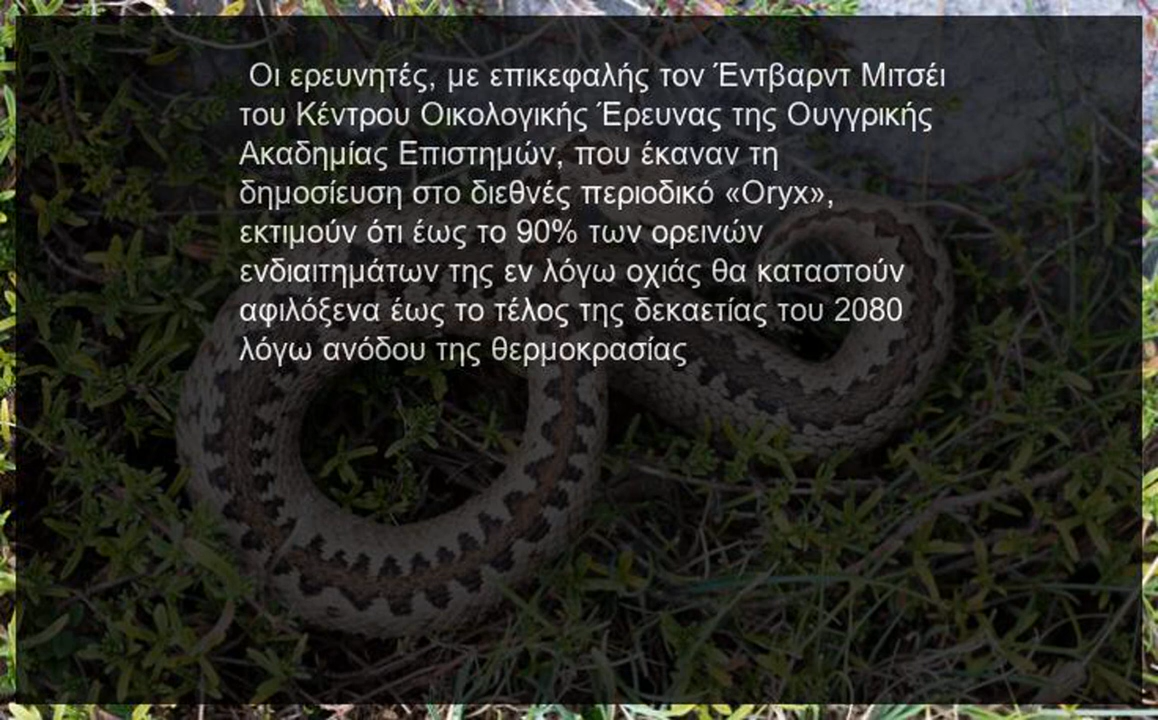 Οι ερευνητές, με επικεφαλής τον Έντβαρντ Μιτσέι
του Κέντρου Οικολογικής Έρευνας της Ουγγρικής
Ακαδημίας Επιστημών, που έκαναν τη
δημοσίευση στο διεθνές περιοδικό «Oryx»,
εκτιμούν ότι έως το 90% των ορεινών
ενδιαιτημάτων της εν λόγω οχιάς θα καταστούν
αφιλόξενα έως το τέλος της δεκαετίας του 2080
λόγω ανόδου της θερμοκρασίας